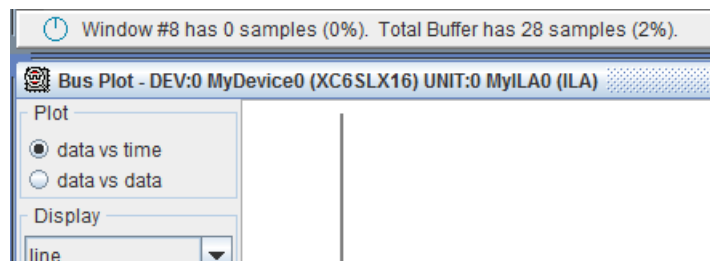 Window #8 has 0 samples (0%). Total Buffer has 28 samples (2%).
Bus Plot - DEV:0 MyDevice0 (XC6SLX16) UNIT:0 MyILA0 (ILA)
Plot
data vs time
data vs data
Display
line